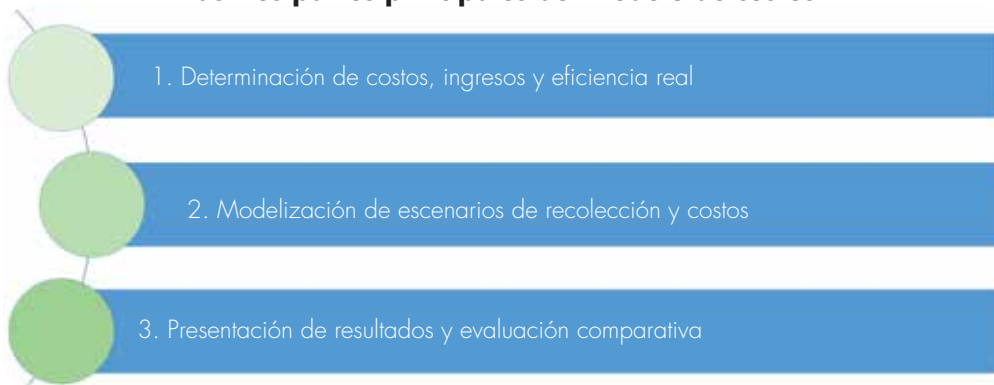 1. Determinación de costos, ingresos y eficiencia real
2. Modelización de escenarios de recolección y costos
3. Presentación de resultados y evaluación comparativa